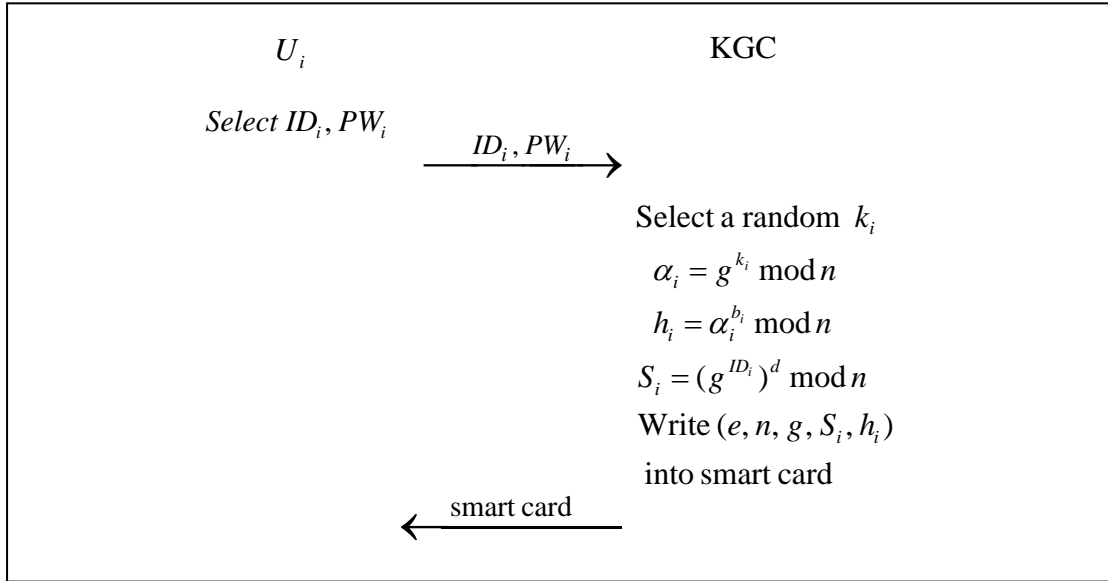 U_i KGC
Select ID_i, PW_i
ID_i, PW_i
Select a random k_i
α_i = g^{k_i} mod n
h_i = α_i^{b_i} mod n
S_i = (g^{ID_i})^d mod n
Write (e, n, g, S_i, h_i)
into smart card
smart card